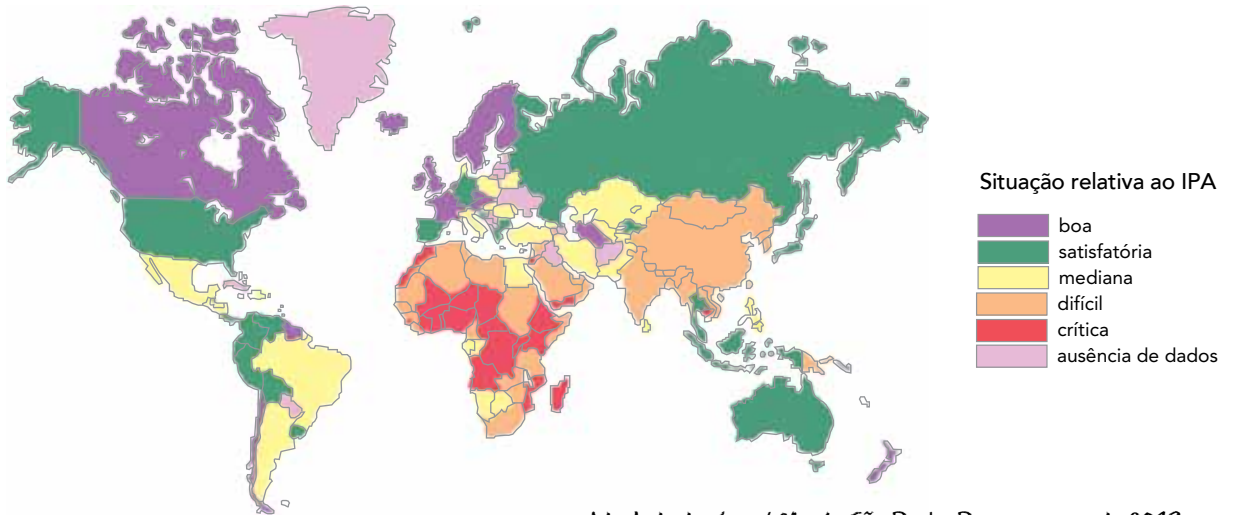 Situação relativa ao IPA
boa
satisfatória
mediana
difícil
crítica
ausência de dados